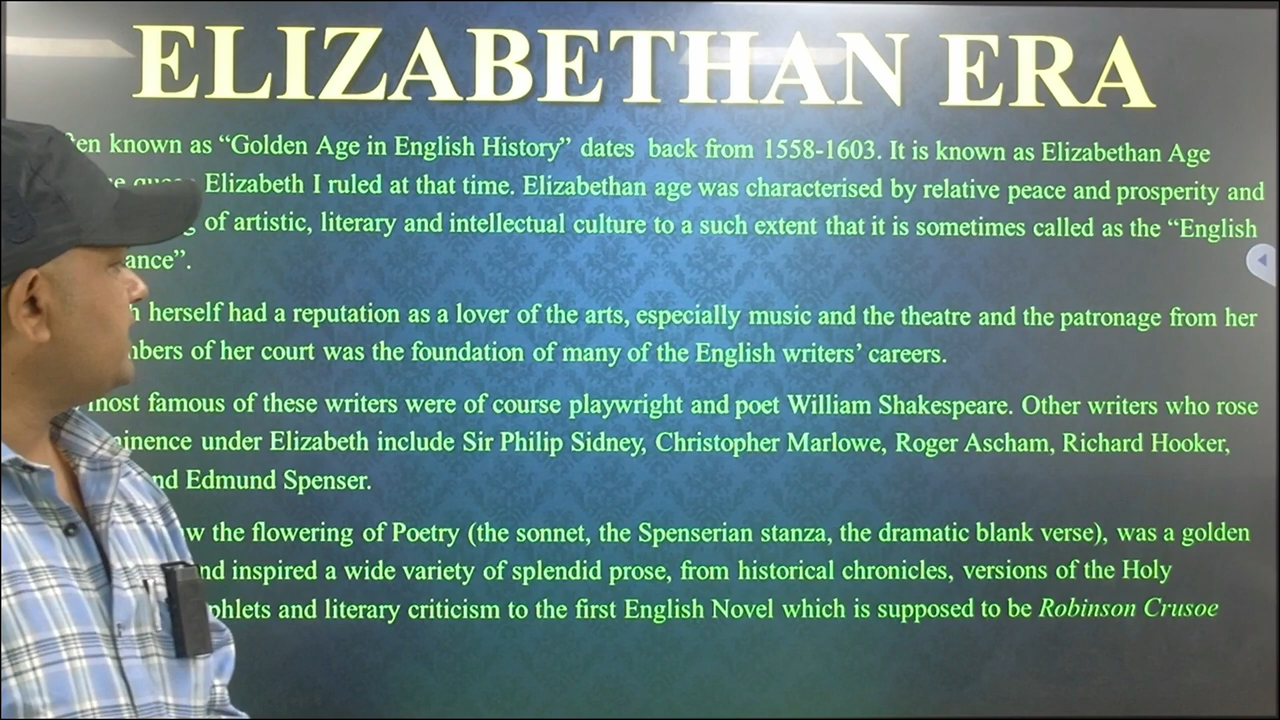 ELIZABETHAN ERA
known as “Golden Age in English History” dates back from 1558-1603. It is known as Elizabethan Age
Elizabeth I ruled at that time. Elizabethan age was characterised by relative peace and prosperity and
of artistic, literary and intellectual culture to a such extent that it is sometimes called as the “English
herself had a reputation as a lover of the arts, especially music and the theatre and the patronage from her
of her court was the foundation of many of the English writers’ careers.
most famous of these writers were of course playwright and poet William Shakespeare. Other writers who rose
under Elizabeth include Sir Philip Sidney, Christopher Marlowe, Roger Ascham, Richard Hooker,
Edmund Spenser.
the flowering of Poetry (the sonnet, the Spenserian stanza, the dramatic blank verse), was a golden
inspired a wide variety of splendid prose, from historical chronicles, versions of the Holy
and literary criticism to the first English Novel which is supposed to be Robinson Crusoe